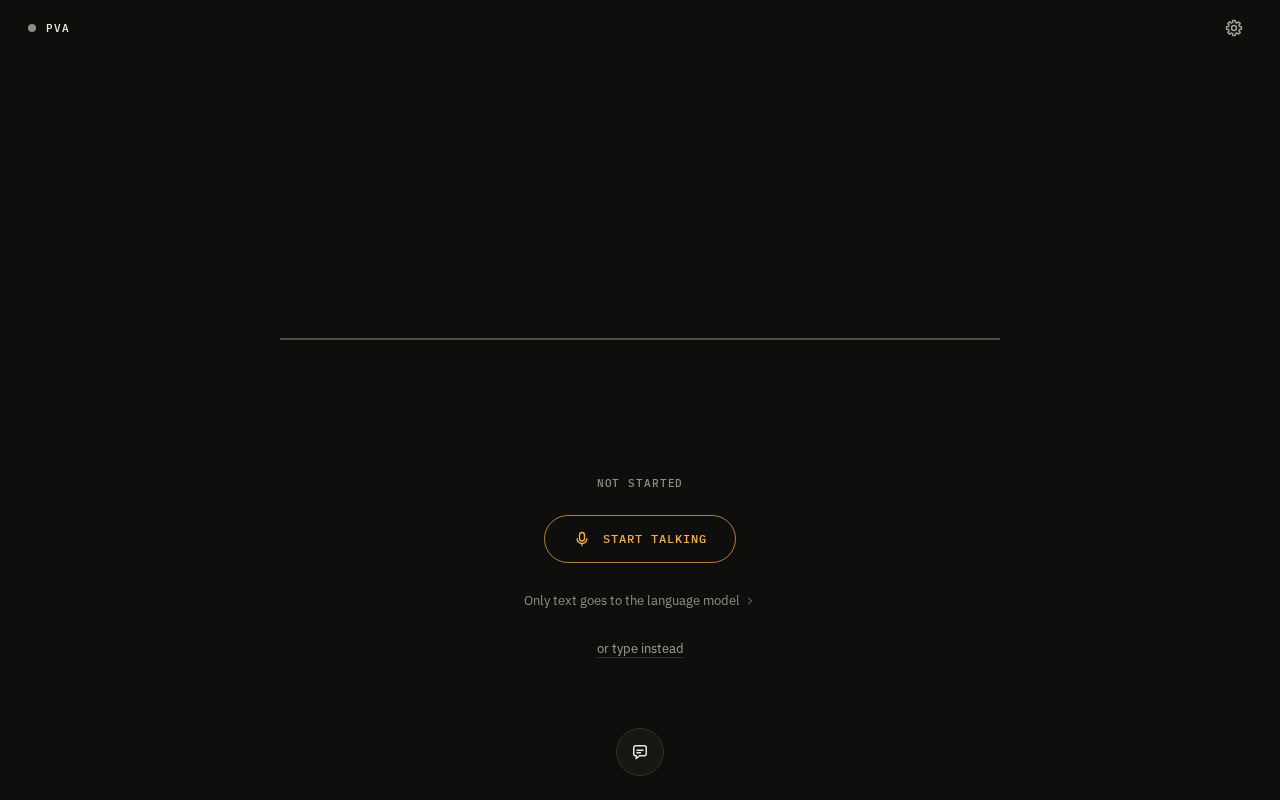 PVA
NOT STARTED
START TALKING
Only text goes to the language model
or type instead